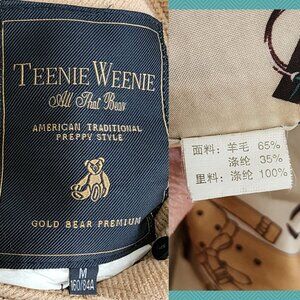 TEENIE WEENIE
All That Bear
AMERICAN TRADITIONAL
PREPPY STYLE
GOLD BEAR PREMIUM
M
160/84A
面料: 羊毛 65%
涤纶 35%
里料: 涤纶 100%